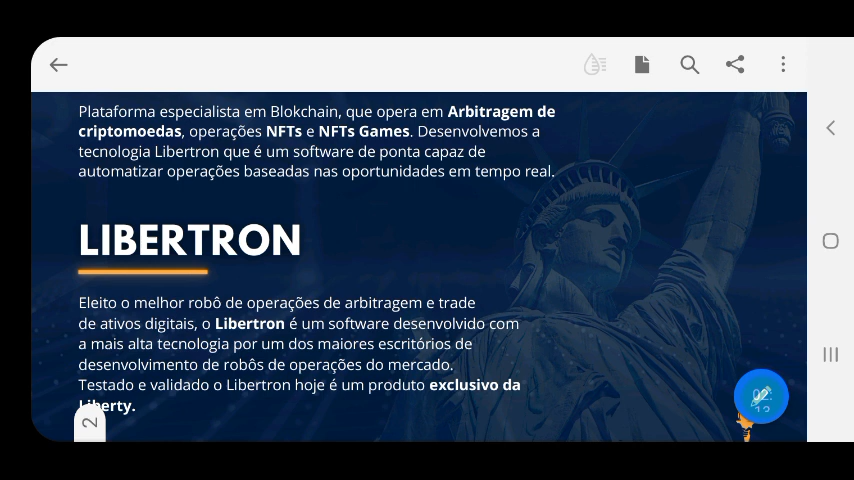 Plataforma especialista em Blokchain, que opera em Arbitragem de
criptomoedas, operações NFTs e NFTs Games. Desenvolvemos a
tecnologia Libertron que é um software de ponta capaz de
automatizar operações baseadas nas oportunidades em tempo real.
LIBERTRON
Eleito o melhor robô de operações de arbitragem e trade
de ativos digitais, o Libertron é um software desenvolvido com
a mais alta tecnologia por um dos maiores escritórios de
desenvolvimento de robôs de operações do mercado.
Testado e validado o Libertron hoje é um produto exclusivo da
Liberty.
2